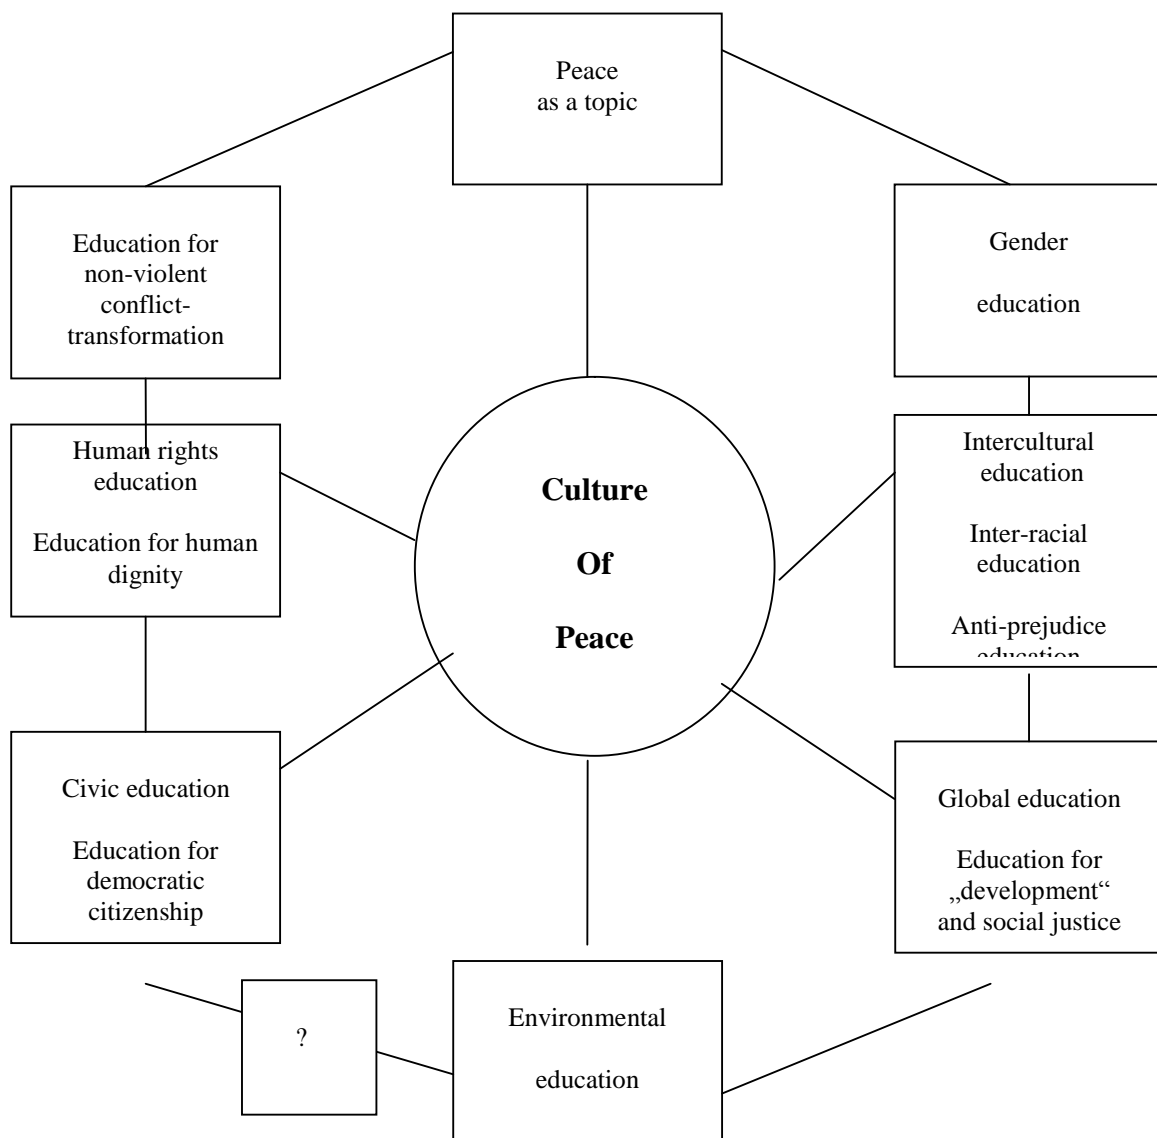 Peace
as a topic
Education for
non-violent
conflict-
transformation
Gender
education
Human rights
education
Education for human
dignity
Culture
Of
Peace
Intercultural
education
Inter-racial
education
Anti-prejudice
education
Civic education
Education for
democratic
citizenship
Global education
Education for
„development“
and social justice
?
Environmental
education